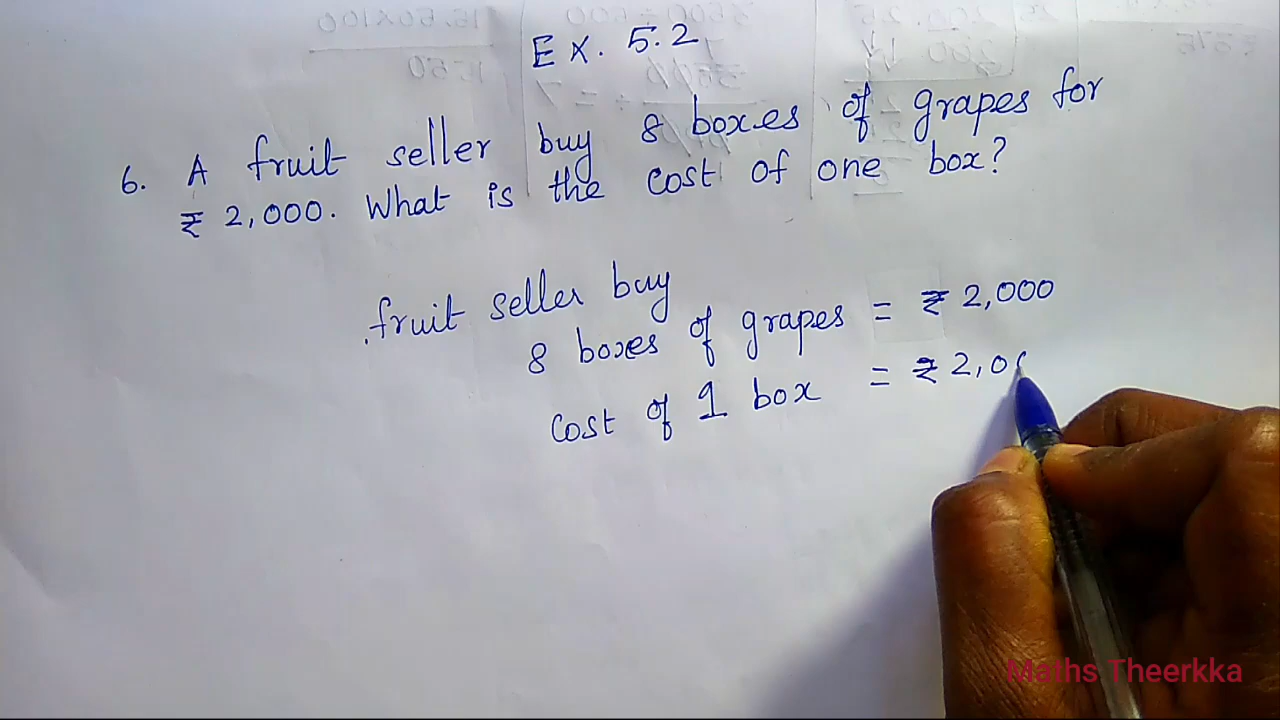 Ex. 5.2
6. A fruit seller buy 8 boxes of grapes for
₹ 2,000. What is the cost of one box?
fruit seller buy
8 boxes of grapes = ₹ 2,000
Cost of 1 box = ₹ 2,00
Maths Theerkka